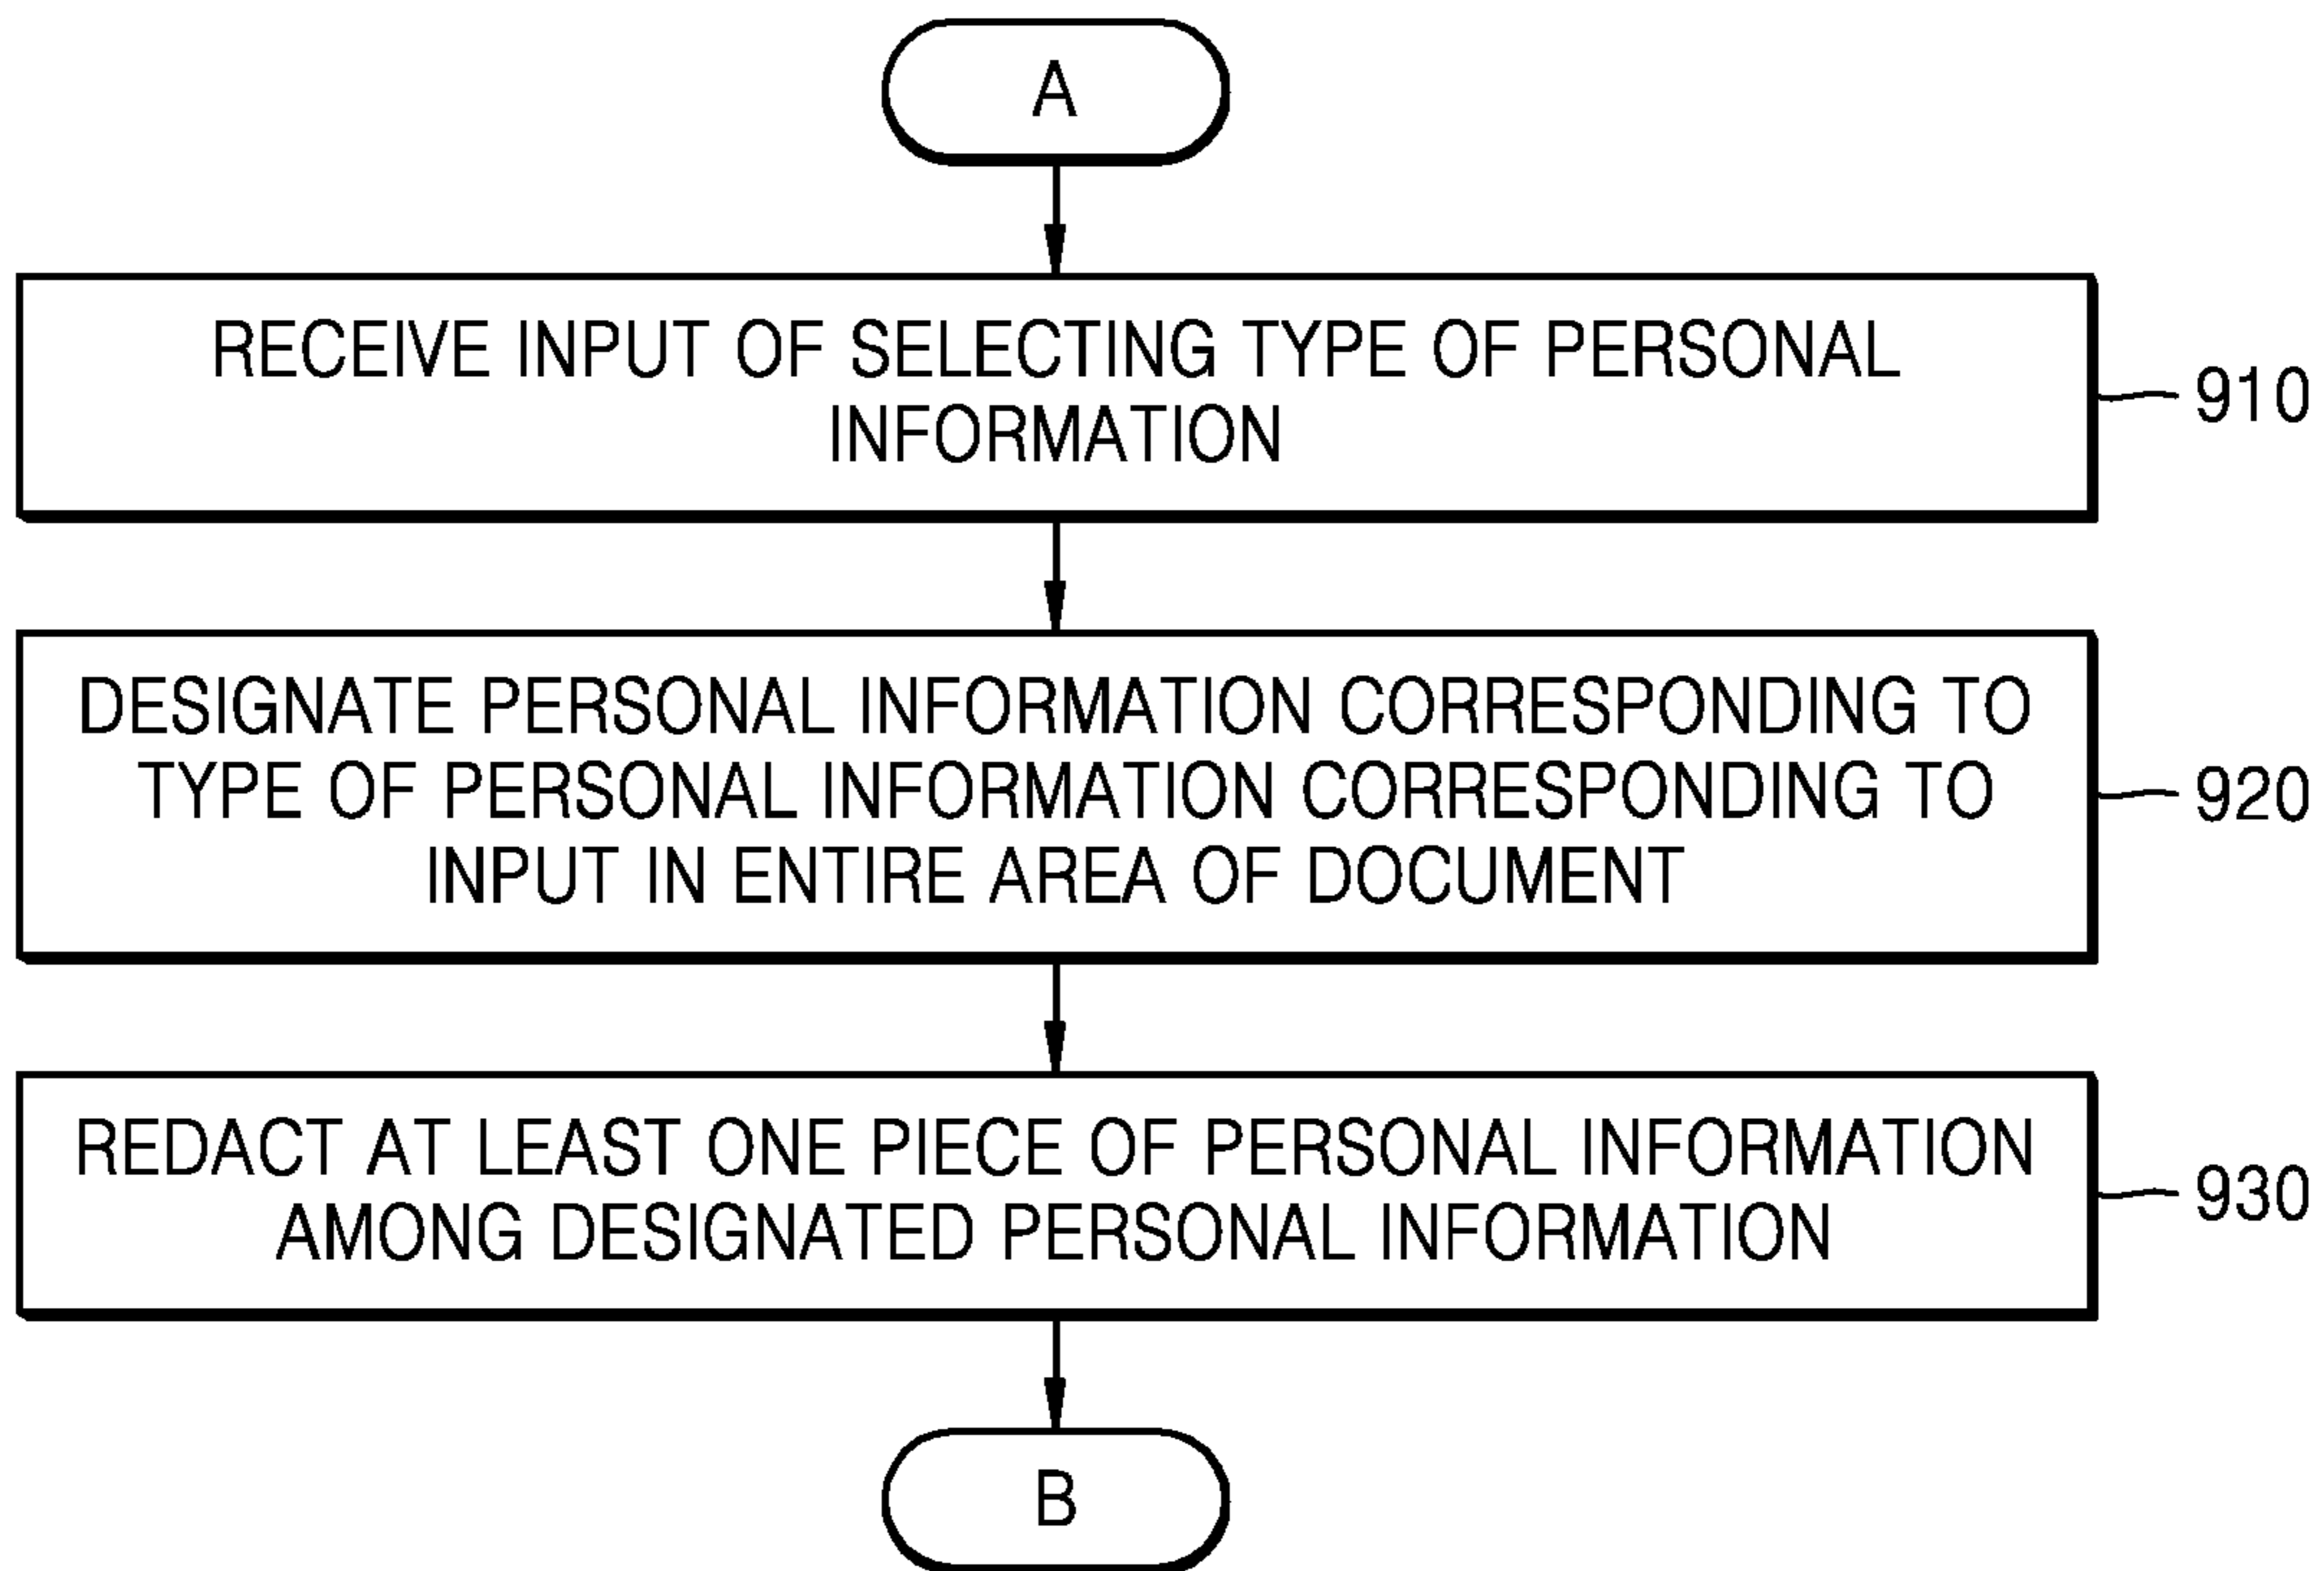 A
RECEIVE INPUT OF SELECTING TYPE OF PERSONAL
INFORMATION
910
DESIGNATE PERSONAL INFORMATION CORRESPONDING TO
TYPE OF PERSONAL INFORMATION CORRESPONDING TO
INPUT IN ENTIRE AREA OF DOCUMENT
920
REDACT AT LEAST ONE PIECE OF PERSONAL INFORMATION
AMONG DESIGNATED PERSONAL INFORMATION
930
B